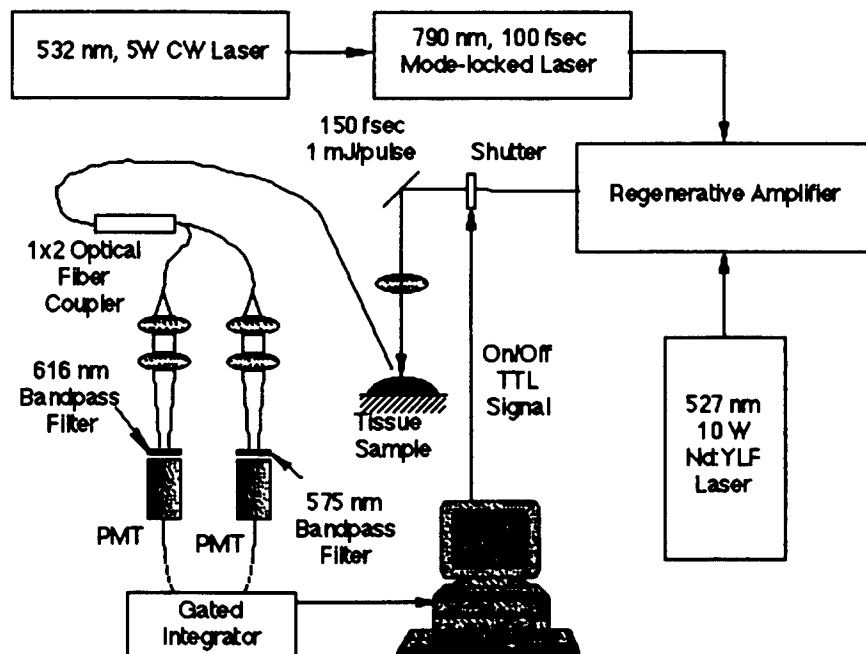 532 nm, 5W CW Laser
790 nm, 100 fsec
Mode-locked Laser
150 fsec
1 mJ/pulse
Shutter
Regenerative Amplifier
1x2 Optical
Fiber
Coupler
616 nm
Bandpass
Filter
On/Off
TTL
Signal
Tissue
Sample
527 nm
10 W
Nd:YLF
Laser
575 nm
Bandpass
Filter
PMT
PMT
Gated
Integrator